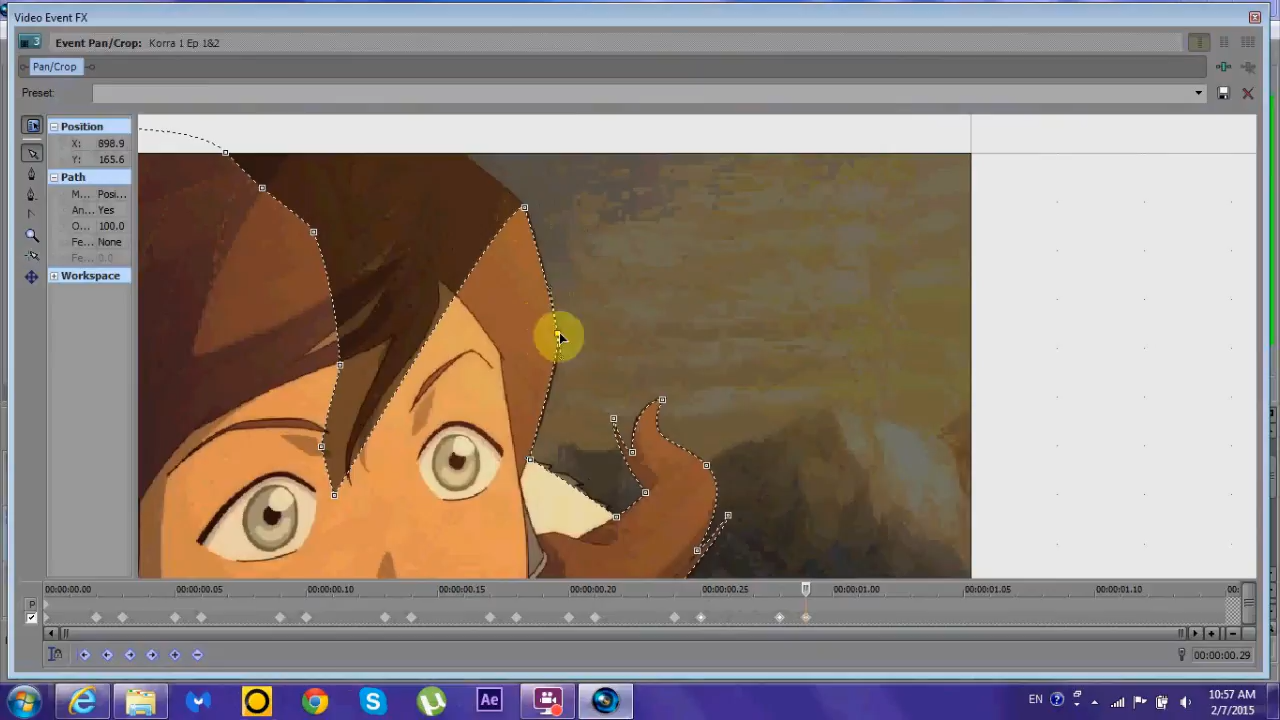 Video Event FX
3 Event Pan/Crop: Korra 1 Ep 1&2
Pan/Crop
Preset:
Position
X: 898.9
Y: 165.6
Path
M... Posi...
An... Yes
O... 100.0
Fe... None
Fe... 0.0
Workspace
00:00:00.00 00:00:00.05 00:00:00.10 00:00:00.15 00:00:00.20 00:00:00.25 00:00:01.00 00:00:01.05 00:00:01.10 00:
P
00:00:00.29
Ae
S
EN
10:57 AM
2/7/2015